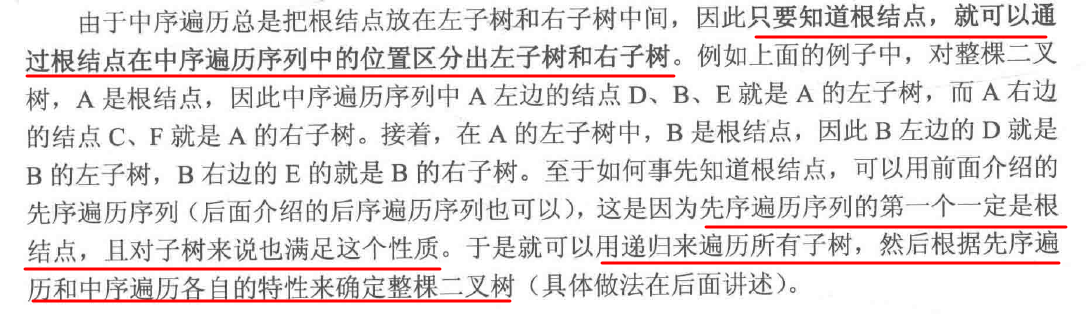 由于中序遍历总是把根结点放在左子树和右子树中间，因此只要知道根结点，就可以通
过根结点在中序遍历序列中的位置区分出左子树和右子树。例如上面的例子中，对整棵二叉
树，A 是根结点，因此中序遍历序列中 A 左边的结点 D、B、E 就是 A 的左子树，而 A 右边
的结点 C、F 就是 A 的右子树。接着，在 A 的左子树中，B 是根结点，因此 B 左边的 D 就是
B 的左子树，B 右边的 E 的就是 B 的右子树。至于如何事先知道根结点，可以用前面介绍的
先序遍历序列（后面介绍的后序遍历序列也可以），这是因为先序遍历序列的第一个一定是根
结点，且对子树来说也满足这个性质。于是就可以用递归来遍历所有子树，然后根据先序遍
历和中序遍历各自的特性来确定整棵二叉树（具体做法在后面讲述）。